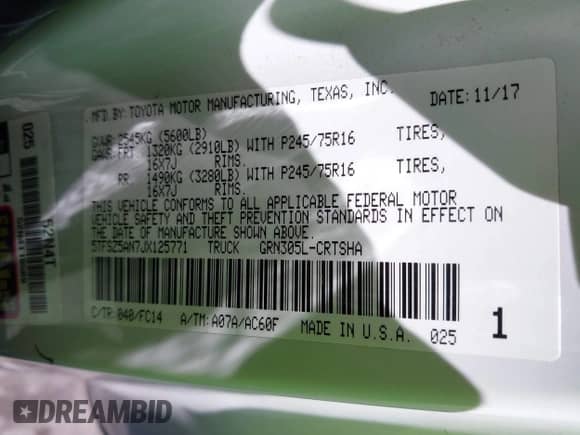 MFD.BY:TOYOTA MOTOR MANUFACTURING, TEXAS, INC. DATE:11/17
GVWR 2545KG (5600LB)
GAWR FRT 1320KG (2910LB) WITH P245/75R16 TIRES,
16X7J RIMS.
RR 1490KG (3280LB) WITH P245/75R16 TIRES,
16X7J RIMS.
THIS VEHICLE CONFORMS TO ALL APPLICABLE FEDERAL MOTOR
VEHICLE SAFETY AND THEFT PREVENTION STANDARDS IN EFFECT ON
THE DATE OF MANUFACTURE SHOWN ABOVE.
5TFSZ5AN7JX125771 TRUCK GRN305L-CRTSHA
C/TR:040/FC14 A/TM:A07A/AC60F MADE IN U.S.A. 025 1
025
52N4T
DREAMBID